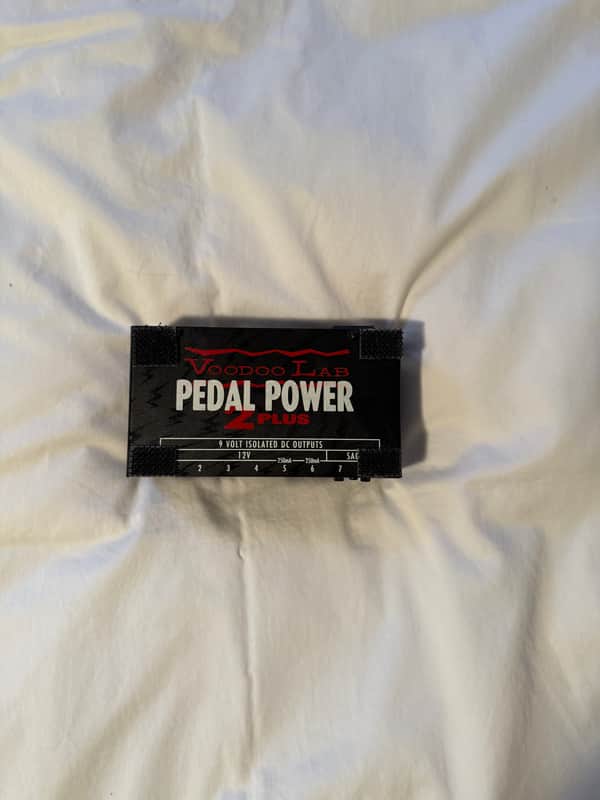 VOODOO LAB
PEDAL POWER
2 PLUS
9 VOLT ISOLATED DC OUTPUTS
12V
2 3 4 250mA 5 250mA 6 7